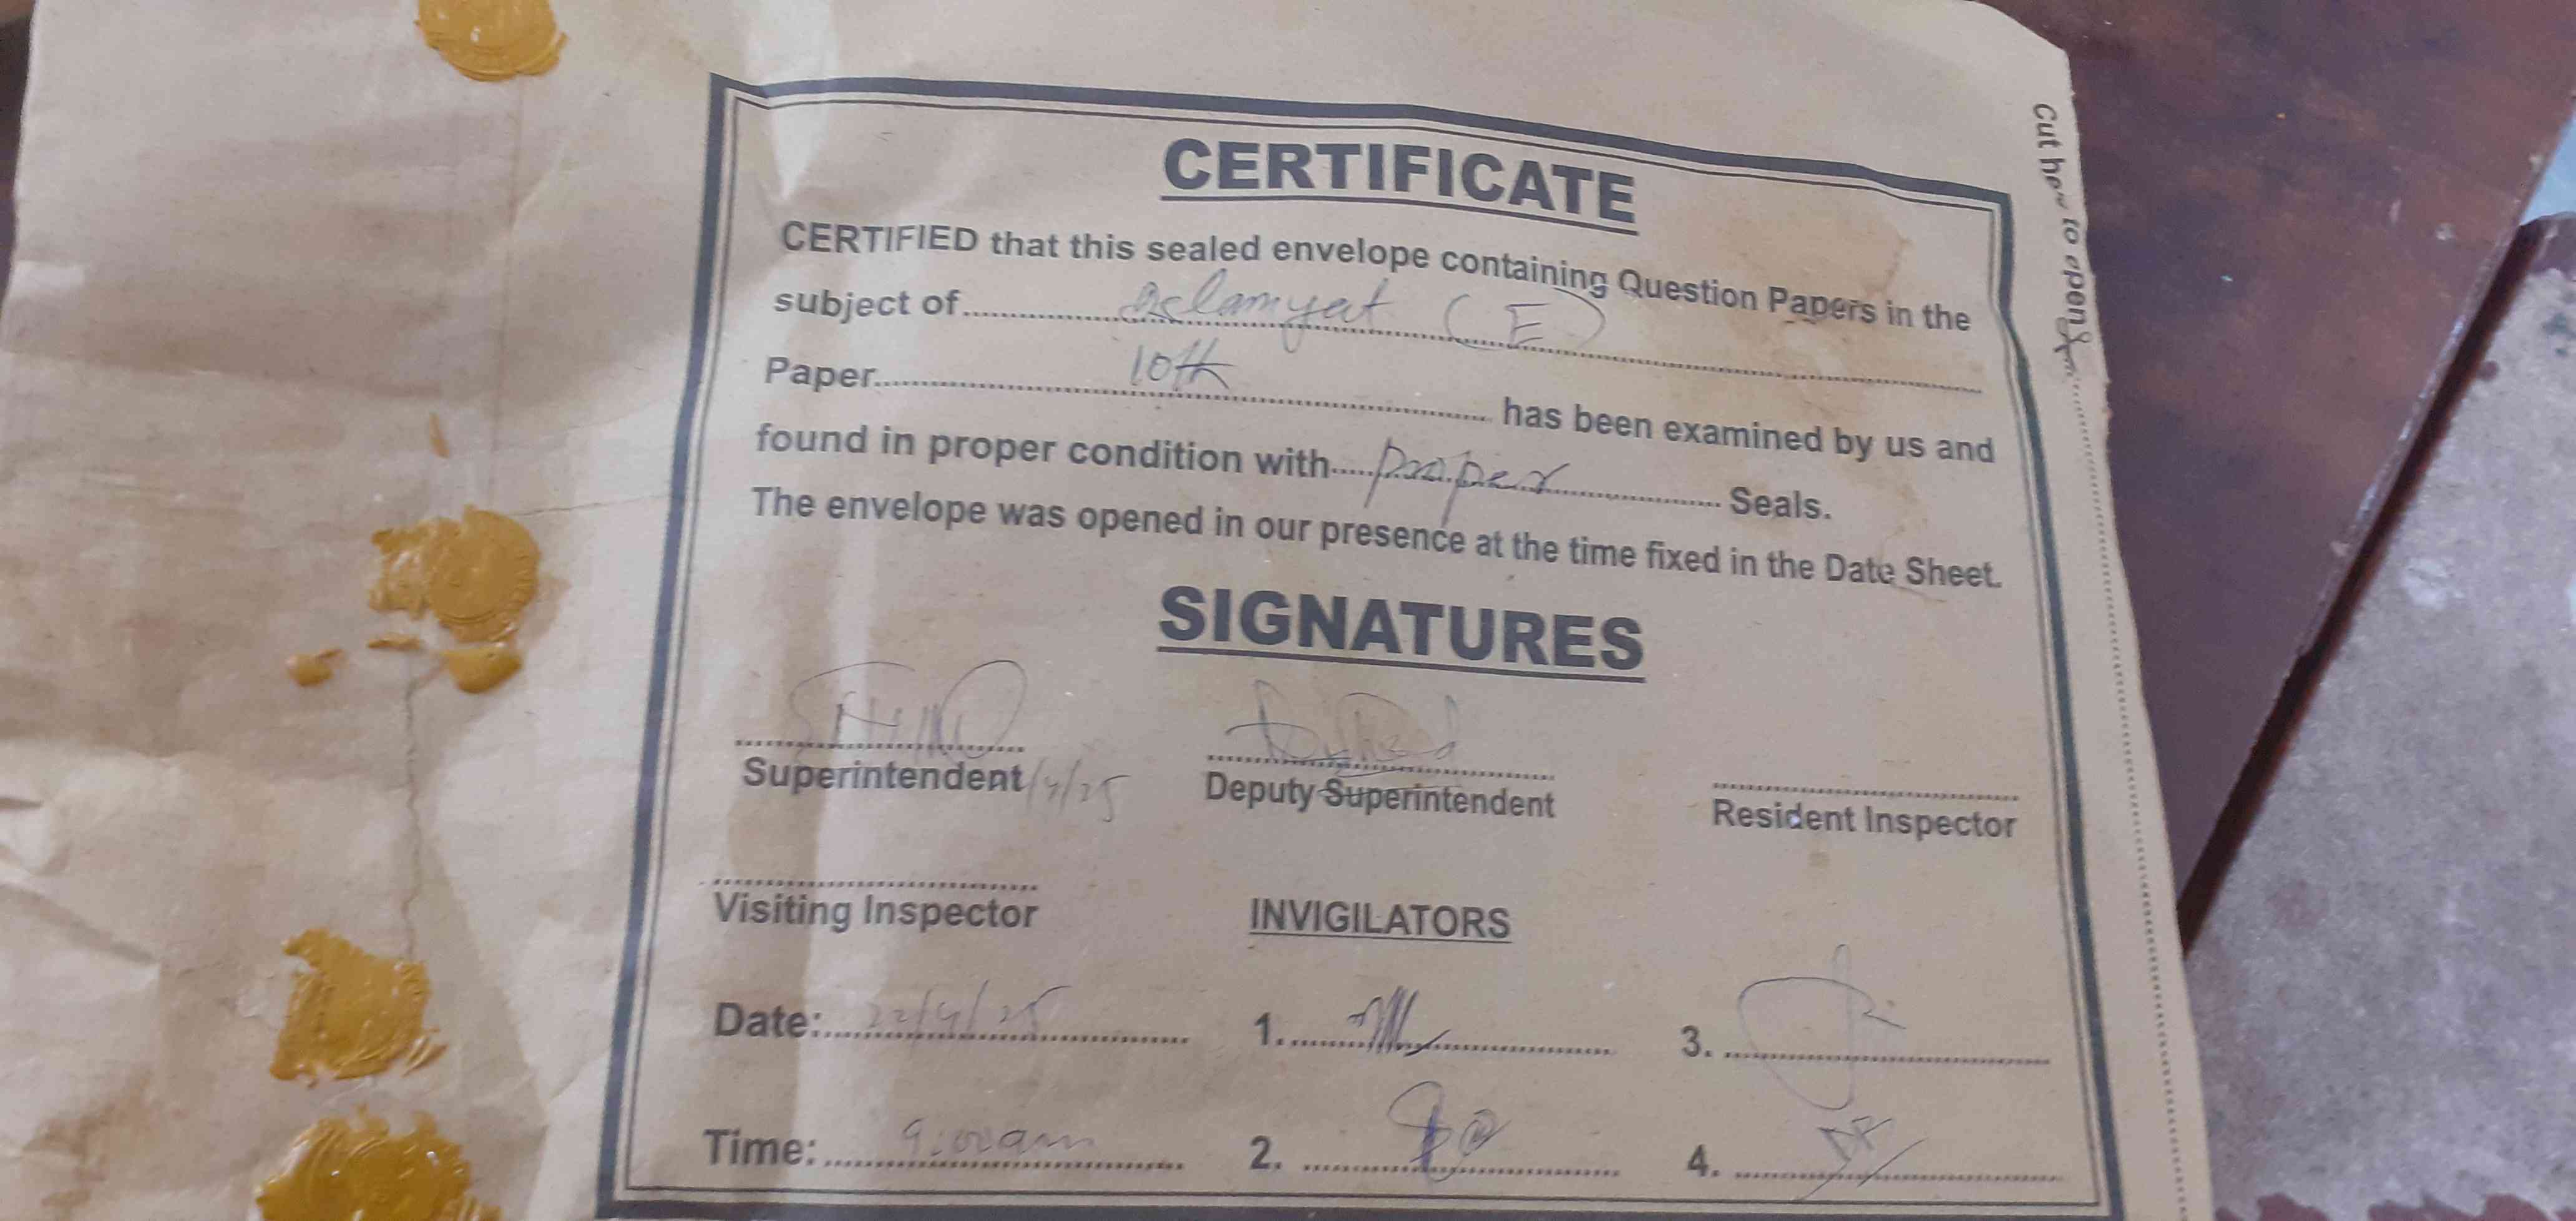 CERTIFICATE
CERTIFIED that this sealed envelope containing Question Papers in the
subject of Islamyat (E)
Paper 10th has been examined by us and
found in proper condition with proper Seals.
The envelope was opened in our presence at the time fixed in the Date Sheet.
SIGNATURES
Superintendent
Deputy Superintendent
Resident Inspector
Visiting Inspector
INVIGILATORS
Date: 22/4/25 1. 3.
Time: 9:00am 2. 4.
Cut here to open